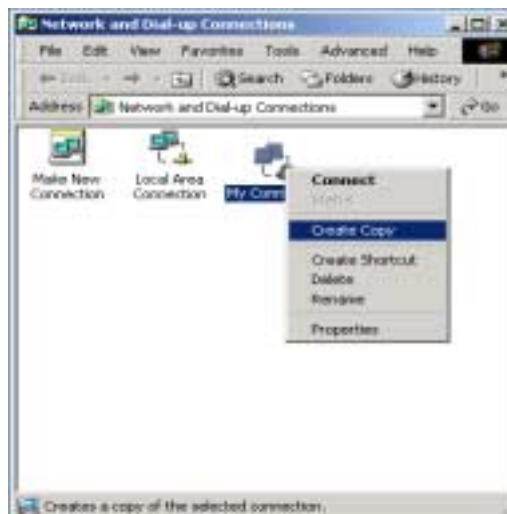 Network and Dial-up Connections
File Edit View Favorites Tools Advanced Help
Search Folders History
Address Network and Dial-up Connections Go
Make New Connection
Local Area Connection
My Conn
Connect
Create Copy
Create Shortcut
Delete
Rename
Properties
Creates a copy of the selected connection.